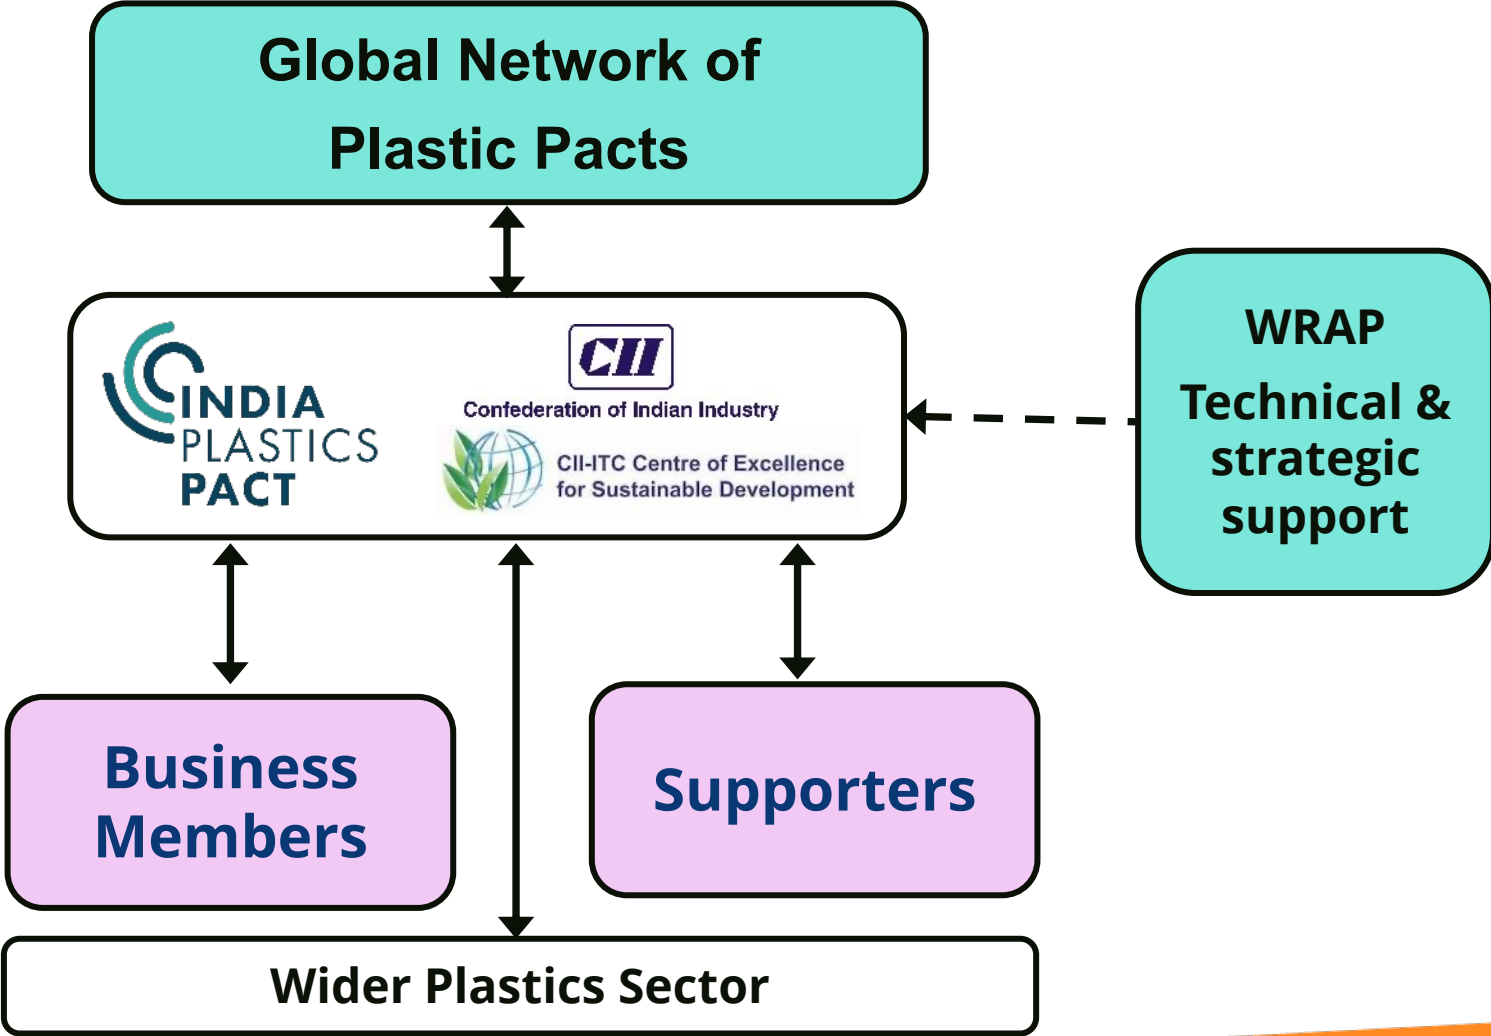 Global Network of
Plastic Pacts
INDIA
PLASTICS
PACT
CII
Confederation of Indian Industry
CII-ITC Centre of Excellence
for Sustainable Development
WRAP
Technical &
strategic
support
Business
Members
Supporters
Wider Plastics Sector